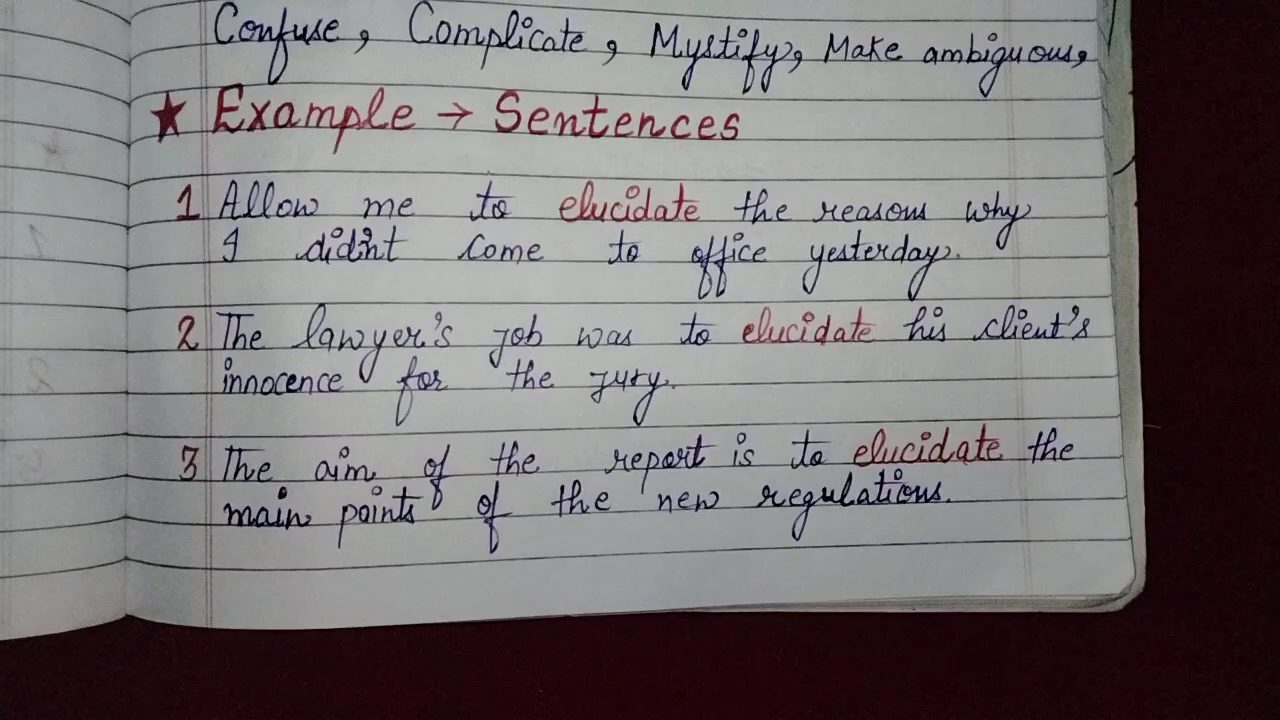 Confuse, Complicate, Mystify, Make ambiguous,
★ Example → Sentences
1 Allow me to elucidate the reasons why
I didn't come to office yesterday.
2 The lawyer's job was to elucidate his client's
innocence for the jury.
3 The aim of the report is to elucidate the
main points of the new regulations.